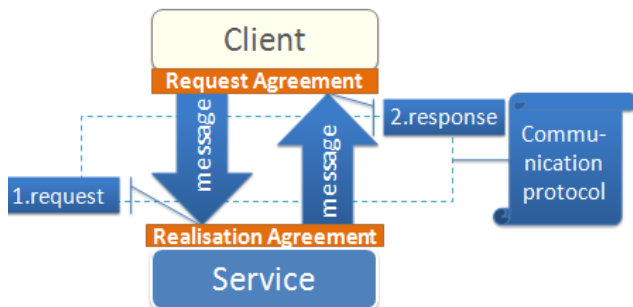 Client
Request Agreement
message
message
2.response
Commu-
nication
protocol
1.request
Realisation Agreement
Service